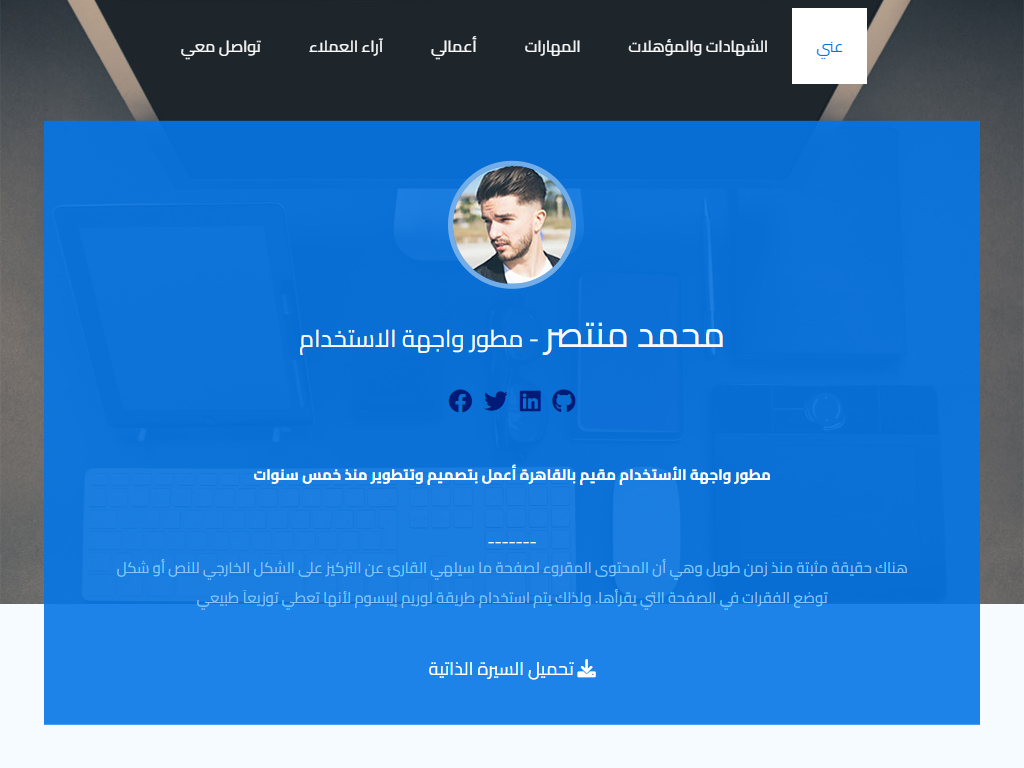 عني
الشهادات والمؤهلات
المهارات
أعمالي
آراء العملاء
تواصل معي
محمد منتصر - مطور واجهة الاستخدام
مطور واجهة الأستخدام مقيم بالقاهرة أعمل بتصميم وتتطوير منذ خمس سنوات
-------
هناك حقيقة مثبتة منذ زمن طويل وهي أن المحتوى المقروء لصفحة ما سيلهي القارئ عن التركيز على الشكل الخارجي للنص أو شكل
توضع الفقرات في الصفحة التي يقرأها. ولذلك يتم استخدام طريقة لوريم إيبسوم لأنها تعطي توزيعاَ طبيعي
تحميل السيرة الذاتية